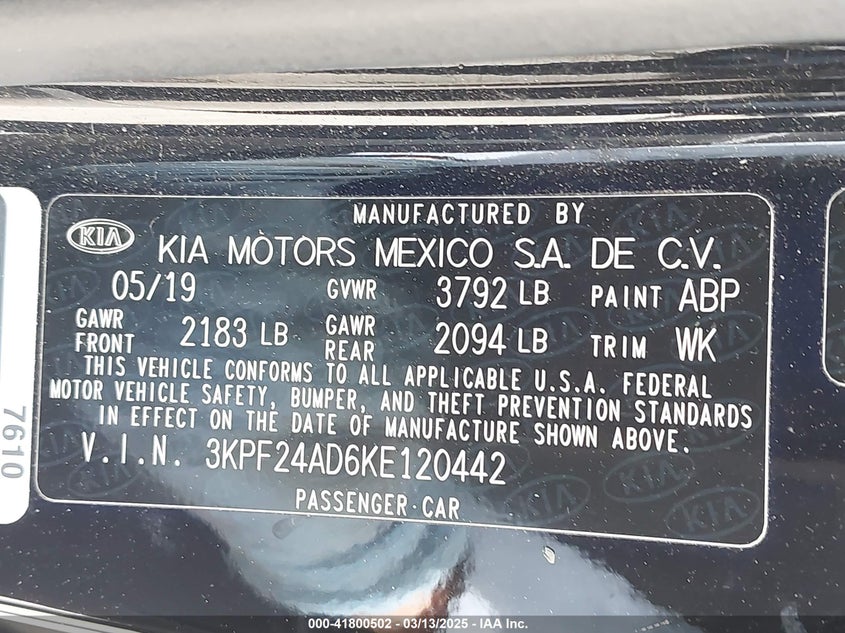 MANUFACTURED BY
KIA KIA MOTORS MEXICO S.A. DE C.V.
05/19 GVWR 3792 LB PAINT ABP
GAWR FRONT 2183 LB GAWR REAR 2094 LB TRIM WK
THIS VEHICLE CONFORMS TO ALL APPLICABLE U.S.A. FEDERAL
MOTOR VEHICLE SAFETY, BUMPER, AND THEFT PREVENTION STANDARDS
IN EFFECT ON THE DATE OF MANUFACTURE SHOWN ABOVE.
V.I.N. 3KPF24AD6KE120442
PASSENGER CAR
7610
000-41800502 - 03/13/2025 - IAA Inc.